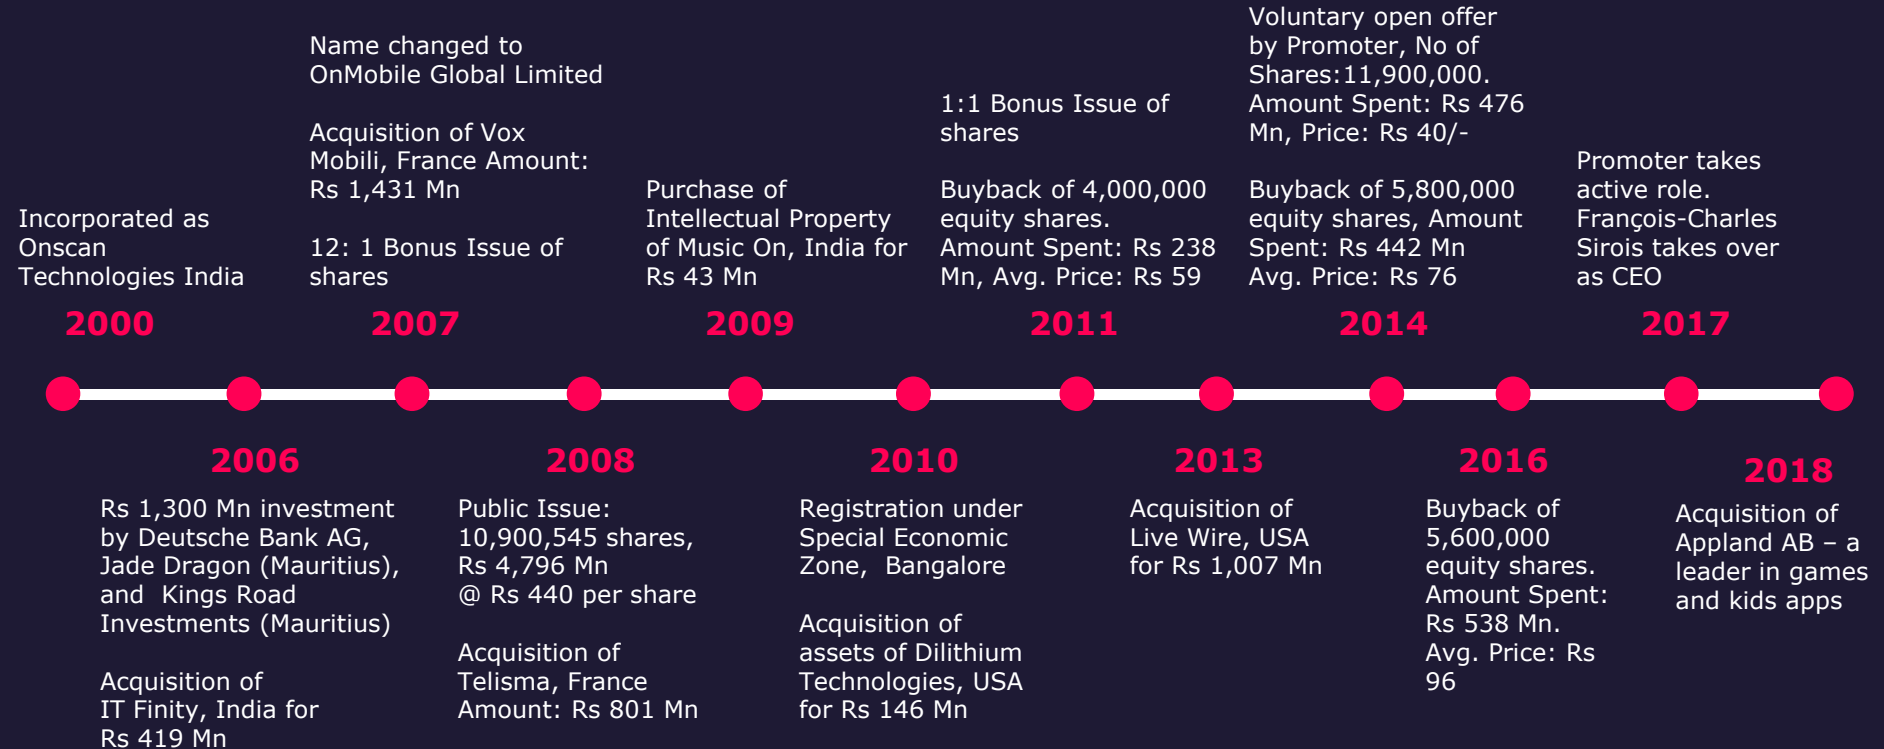 Incorporated as
Onscan
Technologies India
2000
Rs 1,300 Mn investment
by Deutsche Bank AG,
Jade Dragon (Mauritius),
and  Kings Road
Investments (Mauritius)
Acquisition of
IT Finity, India for
Rs 419 Mn
2006
Name changed to
OnMobile Global Limited
Acquisition of Vox
Mobili, France Amount:
Rs 1,431 Mn
12: 1 Bonus Issue of
shares
2007
2008
Public Issue:
10,900,545 shares,
Rs 4,796 Mn
@ Rs 440 per share
Acquisition of
Telisma, France
Amount: Rs 801 Mn
Purchase of
Intellectual Property
of Music On, India for
Rs 43 Mn
2009
2010
Registration under
Special Economic
Zone,  Bangalore
Acquisition of
assets of Dilithium
Technologies, USA
for Rs 146 Mn
1:1 Bonus Issue of
shares
Buyback of 4,000,000
equity shares.
Amount Spent: Rs 238
Mn, Avg. Price: Rs 59
2011
2013
Acquisition of
Live Wire, USA
for Rs 1,007 Mn
Voluntary open offer
by Promoter, No of
Shares:11,900,000.
Amount Spent: Rs 476
Mn, Price: Rs 40/-
Buyback of 5,800,000
equity shares, Amount
Spent: Rs 442 Mn
Avg. Price: Rs 76
2014
2016
Buyback of
5,600,000
equity shares.
Amount Spent:
Rs 538 Mn.
Avg. Price: Rs
96
Promoter takes
active role.
François-Charles
Sirois takes over
as CEO
2017
2018
Acquisition of
Appland AB – a
leader in games
and kids apps